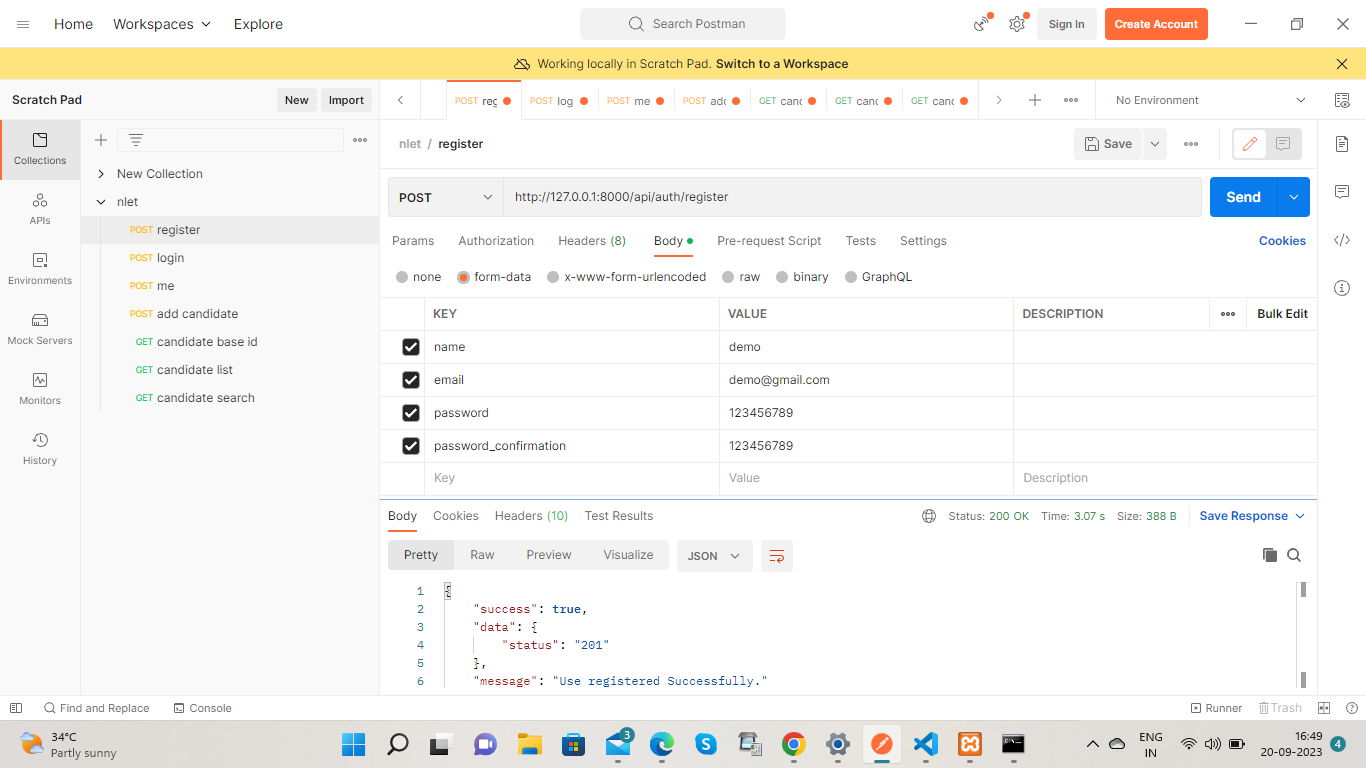 Home Workspaces Explore Search Postman Sign In Create Account
Working locally in Scratch Pad. Switch to a Workspace
Scratch Pad New Import POST reg POST log POST me POST add GET canc GET canc GET canc No Environment
nlet / register Save
Collections
APIs
Environments
Mock Servers
Monitors
History
New Collection
nlet
POST register
POST login
POST me
POST add candidate
GET candidate base id
GET candidate list
GET candidate search
POST http://127.0.0.1:8000/api/auth/register Send
Params Authorization Headers (8) Body Pre-request Script Tests Settings Cookies
none form-data x-www-form-urlencoded raw binary GraphQL
KEY VALUE DESCRIPTION Bulk Edit
name demo
email demo@gmail.com
password 123456789
password_confirmation 123456789
Key Value Description
Body Cookies Headers (10) Test Results Status: 200 OK Time: 3.07 s Size: 388 B Save Response
Pretty Raw Preview Visualize JSON
1 {
2 "success": true,
3 "data": {
4 "status": "201"
5 },
6 "message": "Use registered Successfully."
Find and Replace Console Runner Trash
34°C
Partly sunny
3
ENG
IN
16:49
20-09-2023
4